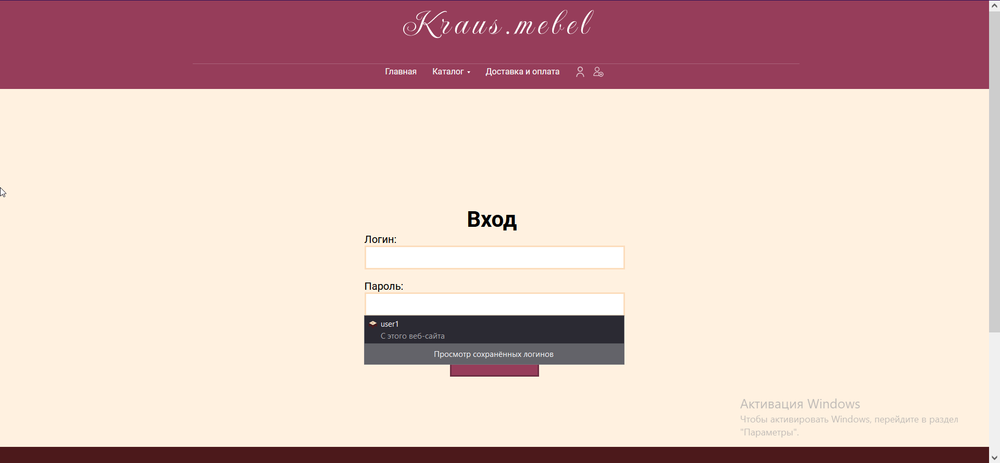 Kraus.mebel
Главная Каталог Доставка и оплата
Вход
Логин:
Пароль:
user1
С этого веб-сайта
Просмотр сохранённых логинов
Активация Windows
Чтобы активировать Windows, перейдите в раздел
"Параметры".